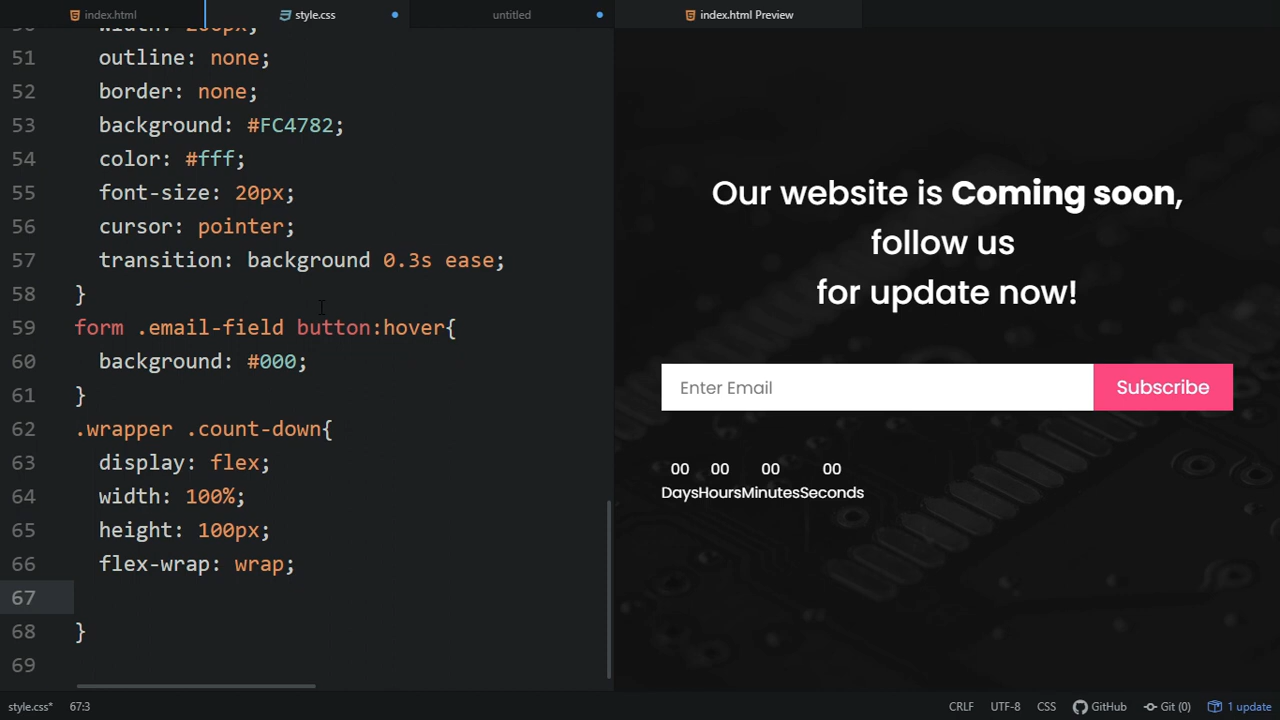 index.html
style.css
untitled
index.html Preview
51 outline: none;
52 border: none;
53 background: #FC4782;
54 color: #fff;
55 font-size: 20px;
56 cursor: pointer;
57 transition: background 0.3s ease;
58 }
59 form .email-field button:hover{
60 background: #000;
61 }
62 .wrapper .count-down{
63 display: flex;
64 width: 100%;
65 height: 100px;
66 flex-wrap: wrap;
67
68 }
69
Our website is Coming soon,
follow us
for update now!
Enter Email
Subscribe
00 00 00 00
Days Hours Minutes Seconds
style.css* 67:3
CRLF UTF-8 CSS GitHub Git (0) 1 update